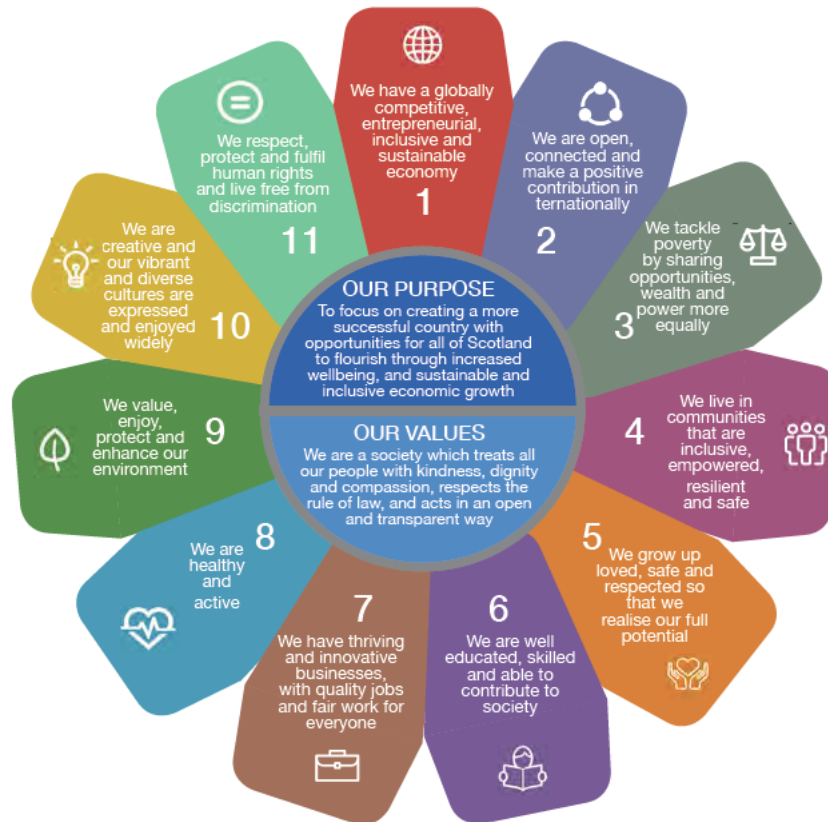 We have a globally
competitive,
entrepreneurial,
inclusive and
sustainable
economy
1
We are open,
connected and
make a positive
contribution in
ternationally
2
We tackle
poverty
by sharing
opportunities,
wealth and
power more
equally
3
We live in
communities
that are
inclusive,
empowered,
resilient
and safe
4
5
We grow up
loved, safe and
respected so
that we
realise our full
potential
6
We are well
educated, skilled
and able to
contribute to
society
7
We have thriving
and innovative
businesses,
with quality jobs
and fair work for
everyone
8
We are
healthy
and
active
9
We value,
enjoy,
protect and
enhance our
environment
10
We are
creative and
our vibrant
and diverse
cultures are
expressed
and enjoyed
widely
11
We respect,
protect and fulfil
human rights
and live free from
discrimination
OUR PURPOSE
To focus on creating a more
successful country with
opportunities for all of Scotland
to flourish through increased
wellbeing, and sustainable and
inclusive economic growth
OUR VALUES
We are a society which treats all
our people with kindness, dignity
and compassion, respects the
rule of law, and acts in an open
and transparent way